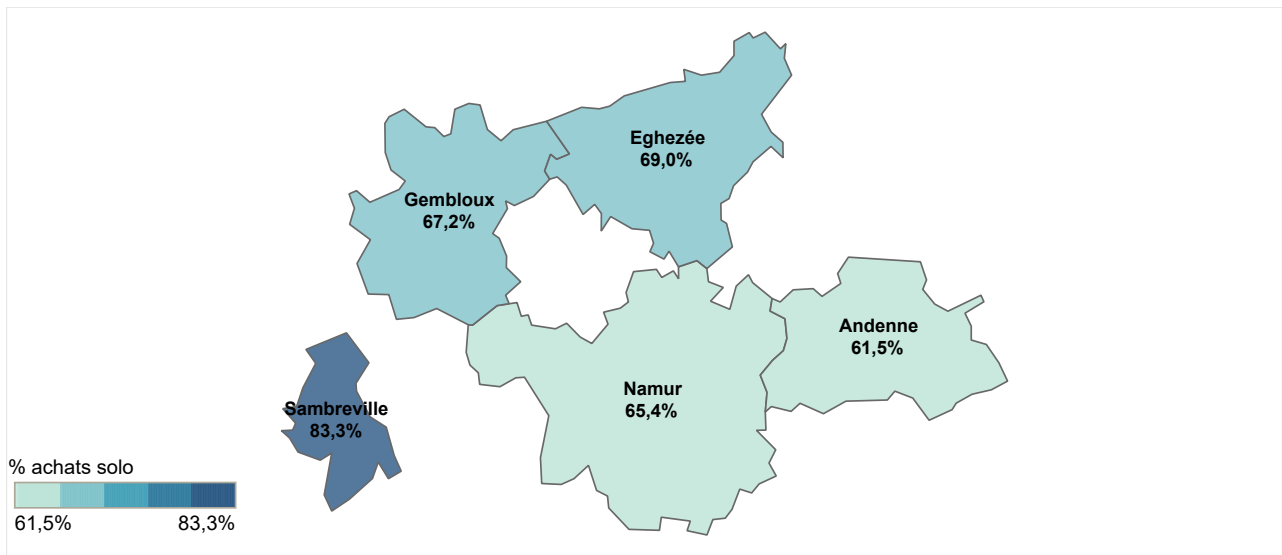 Eghezée
69,0%
Gembloux
67,2%
Andenne
61,5%
Namur
65,4%
Sambreville
83,3%
% achats solo
61,5% 83,3%